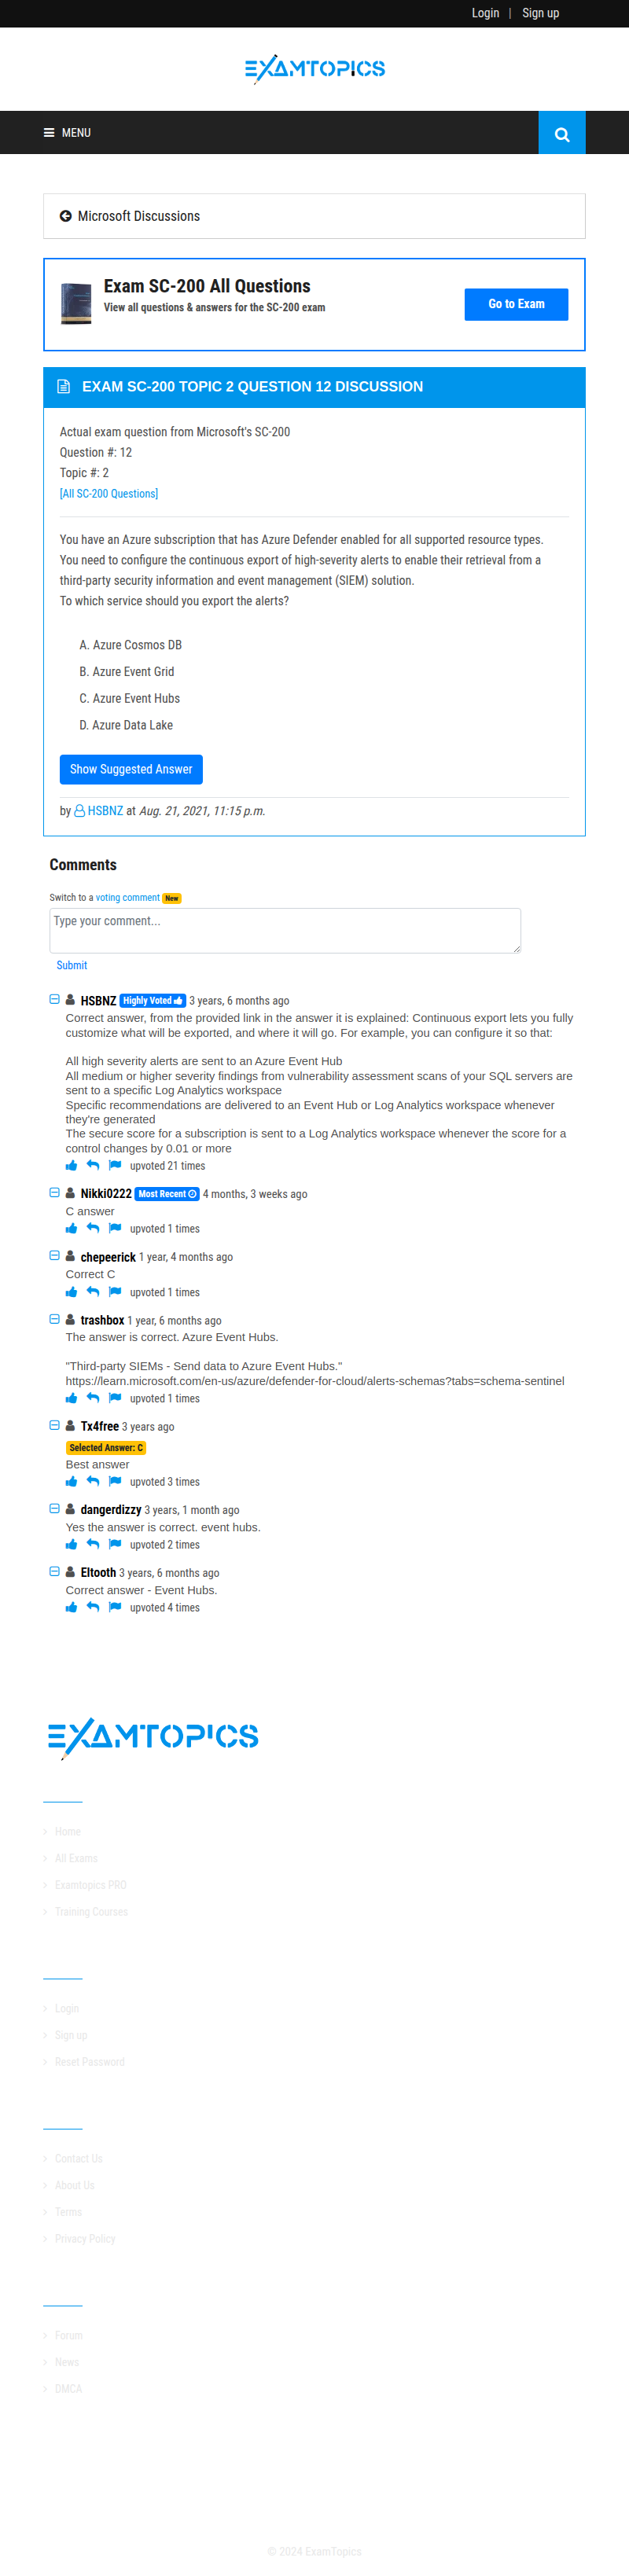 Login | Sign up
EXAMTOPICS
MENU
Microsoft Discussions
Exam SC-200 All Questions
View all questions & answers for the SC-200 exam
Go to Exam
EXAM SC-200 TOPIC 2 QUESTION 12 DISCUSSION
Actual exam question from Microsoft's SC-200
Question #: 12
Topic #: 2
[All SC-200 Questions]
You have an Azure subscription that has Azure Defender enabled for all supported resource types.
You need to configure the continuous export of high-severity alerts to enable their retrieval from a
third-party security information and event management (SIEM) solution.
To which service should you export the alerts?
A. Azure Cosmos DB
B. Azure Event Grid
C. Azure Event Hubs
D. Azure Data Lake
Show Suggested Answer
by HSBNZ at Aug. 21, 2021, 11:15 p.m.
Comments
Switch to a voting comment New
Type your comment...
Submit
HSBNZ Highly Voted 3 years, 6 months ago
Correct answer, from the provided link in the answer it is explained: Continuous export lets you fully
customize what will be exported, and where it will go. For example, you can configure it so that:
All high severity alerts are sent to an Azure Event Hub
All medium or higher severity findings from vulnerability assessment scans of your SQL servers are
sent to a specific Log Analytics workspace
Specific recommendations are delivered to an Event Hub or Log Analytics workspace whenever
they're generated
The secure score for a subscription is sent to a Log Analytics workspace whenever the score for a
control changes by 0.01 or more
upvoted 21 times
Nikki0222 Most Recent 4 months, 3 weeks ago
C answer
upvoted 1 times
chepeerick 1 year, 4 months ago
Correct C
upvoted 1 times
trashbox 1 year, 6 months ago
The answer is correct. Azure Event Hubs.
"Third-party SIEMs - Send data to Azure Event Hubs."
https://learn.microsoft.com/en-us/azure/defender-for-cloud/alerts-schemas?tabs=schema-sentinel
upvoted 1 times
Tx4free 3 years ago
Selected Answer: C
Best answer
upvoted 3 times
dangerdizzy 3 years, 1 month ago
Yes the answer is correct. event hubs.
upvoted 2 times
Eltooth 3 years, 6 months ago
Correct answer - Event Hubs.
upvoted 4 times
EXAMTOPICS
Home
All Exams
Examtopics PRO
Training Courses
Login
Sign up
Reset Password
Contact Us
About Us
Terms
Privacy Policy
Forum
News
DMCA
© 2024 ExamTopics